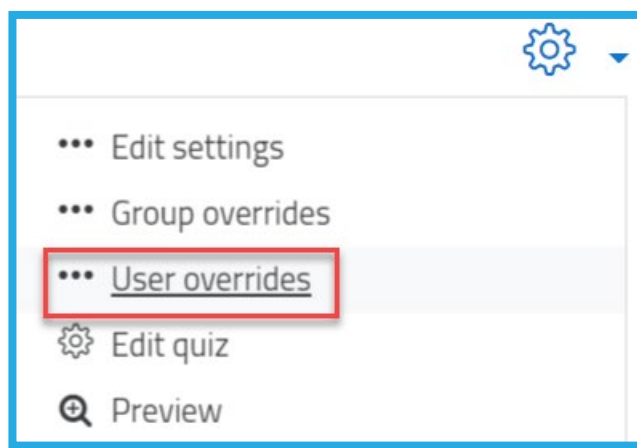 Edit settings
Group overrides
User overrides
Edit quiz
Preview